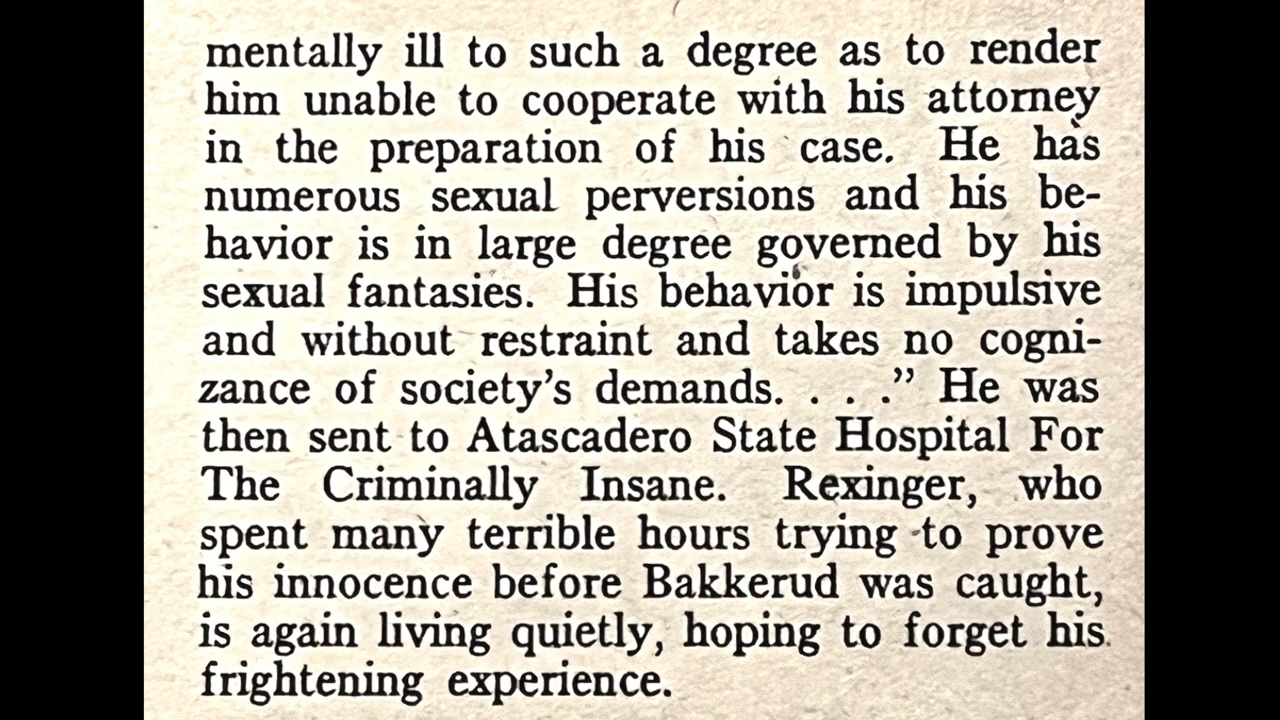 mentally ill to such a degree as to render
him unable to cooperate with his attorney
in the preparation of his case. He has
numerous sexual perversions and his be-
havior is in large degree governed by his
sexual fantasies. His behavior is impulsive
and without restraint and takes no cogni-
zance of society's demands. . . ." He was
then sent to Atascadero State Hospital For
The Criminally Insane. Rexinger, who
spent many terrible hours trying to prove
his innocence before Bakkerud was caught,
is again living quietly, hoping to forget his
frightening experience.